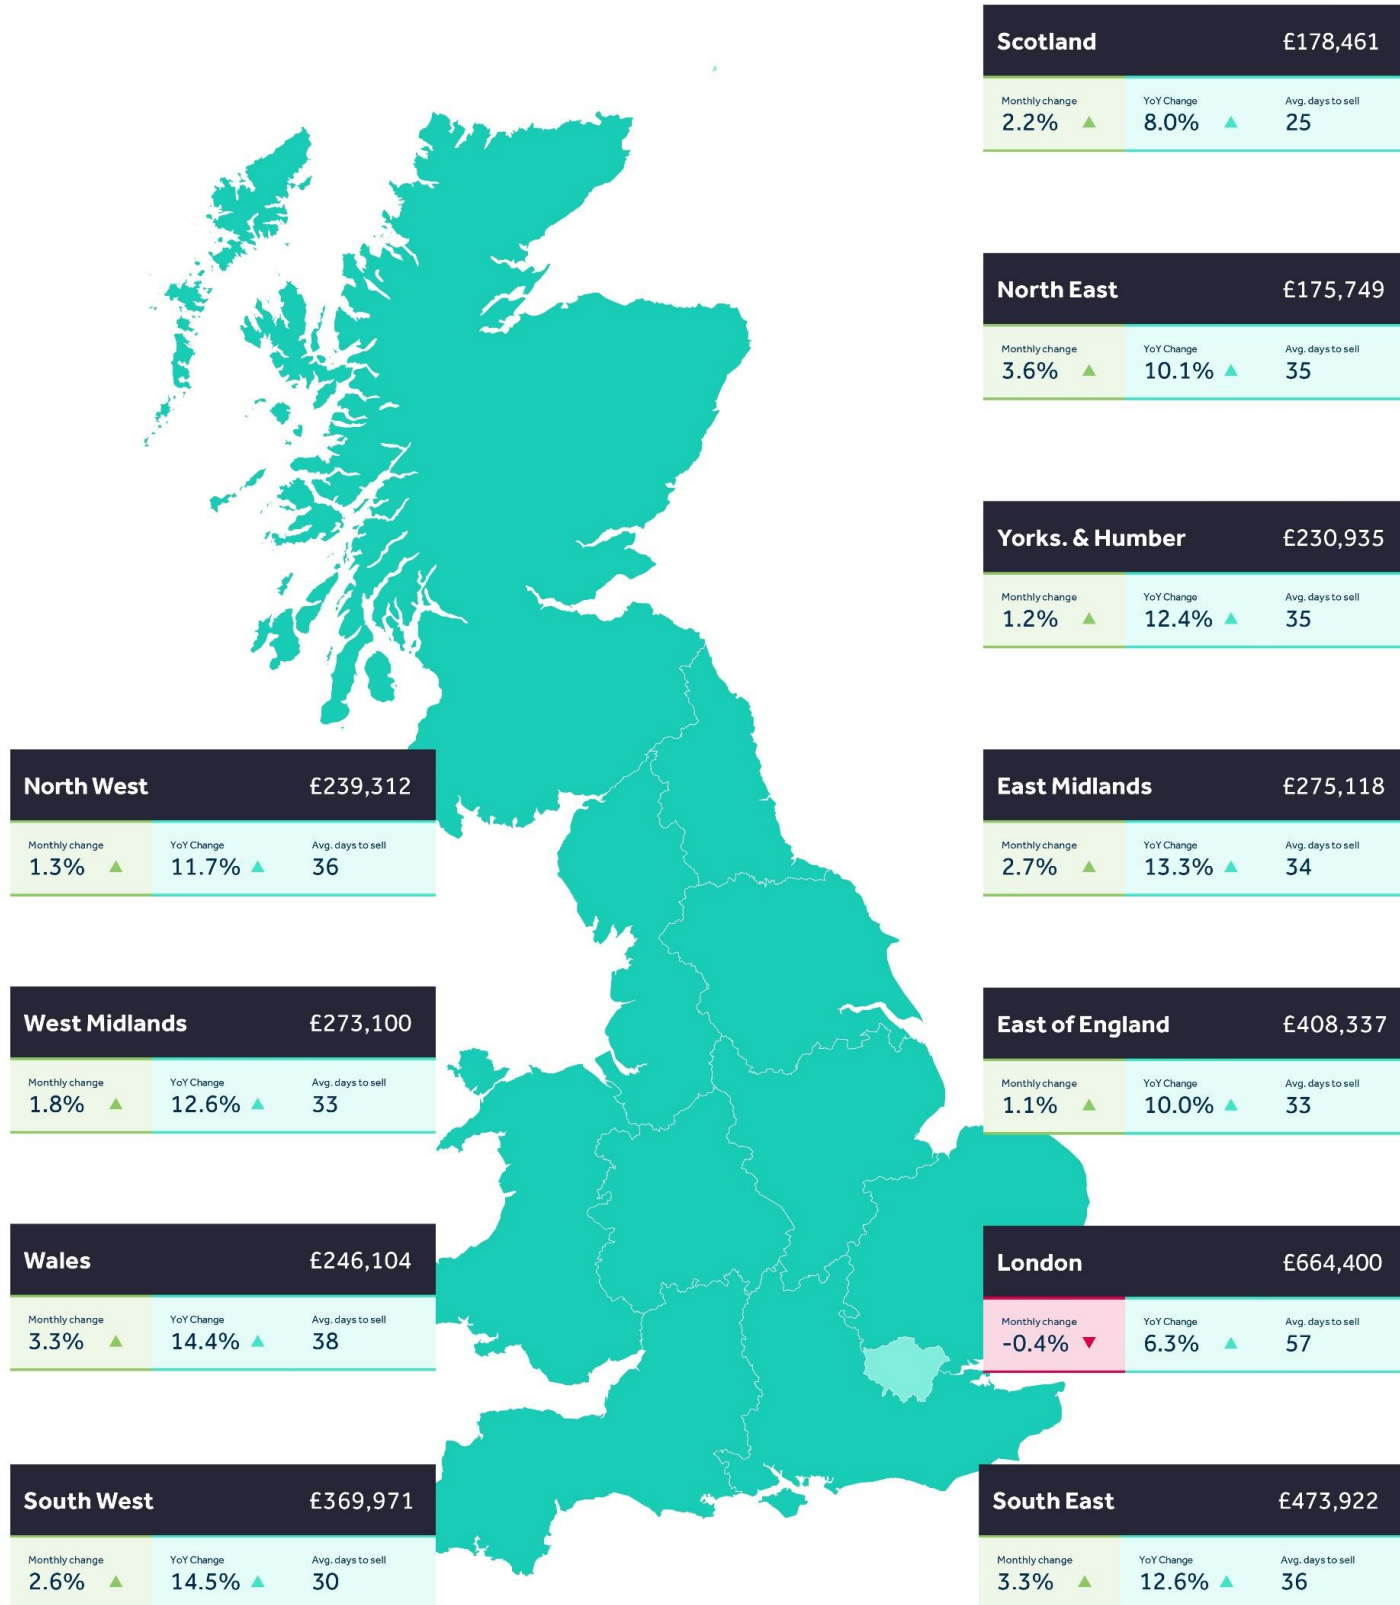 Scotland £178,461
Monthly change YoY Change Avg. days to sell
2.2% 8.0% 25
North East £175,749
Monthly change YoY Change Avg. days to sell
3.6% 10.1% 35
Yorks. & Humber £230,935
Monthly change YoY Change Avg. days to sell
1.2% 12.4% 35
North West £239,312
Monthly change YoY Change Avg. days to sell
1.3% 11.7% 36
East Midlands £275,118
Monthly change YoY Change Avg. days to sell
2.7% 13.3% 34
West Midlands £273,100
Monthly change YoY Change Avg. days to sell
1.8% 12.6% 33
East of England £408,337
Monthly change YoY Change Avg. days to sell
1.1% 10.0% 33
Wales £246,104
Monthly change YoY Change Avg. days to sell
3.3% 14.4% 38
London £664,400
Monthly change YoY Change Avg. days to sell
-0.4% 6.3% 57
South West £369,971
Monthly change YoY Change Avg. days to sell
2.6% 14.5% 30
South East £473,922
Monthly change YoY Change Avg. days to sell
3.3% 12.6% 36